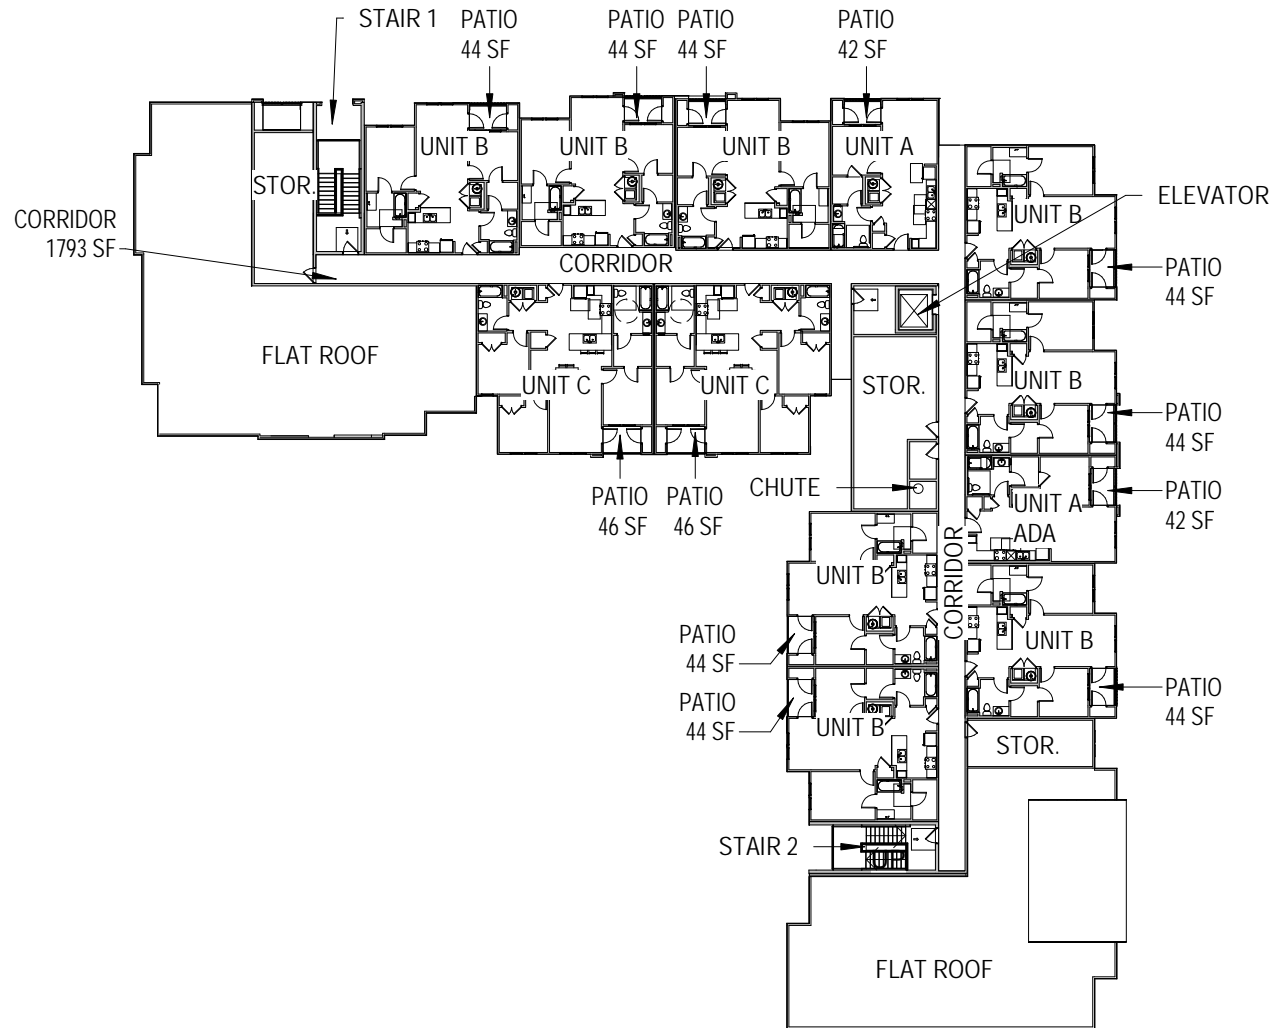 STAIR 1
PATIO
44 SF
PATIO
44 SF
PATIO
44 SF
PATIO
42 SF
UNIT B
UNIT B
UNIT B
UNIT A
STOR.
ELEVATOR
CORRIDOR
1793 SF
UNIT B
CORRIDOR
PATIO
44 SF
FLAT ROOF
UNIT C
UNIT C
STOR.
UNIT B
PATIO
44 SF
PATIO
46 SF
PATIO
46 SF
CHUTE
UNIT A
ADA
PATIO
42 SF
CORRIDOR
UNIT B
UNIT B
PATIO
44 SF
PATIO
44 SF
UNIT B
PATIO
44 SF
STOR.
STAIR 2
FLAT ROOF